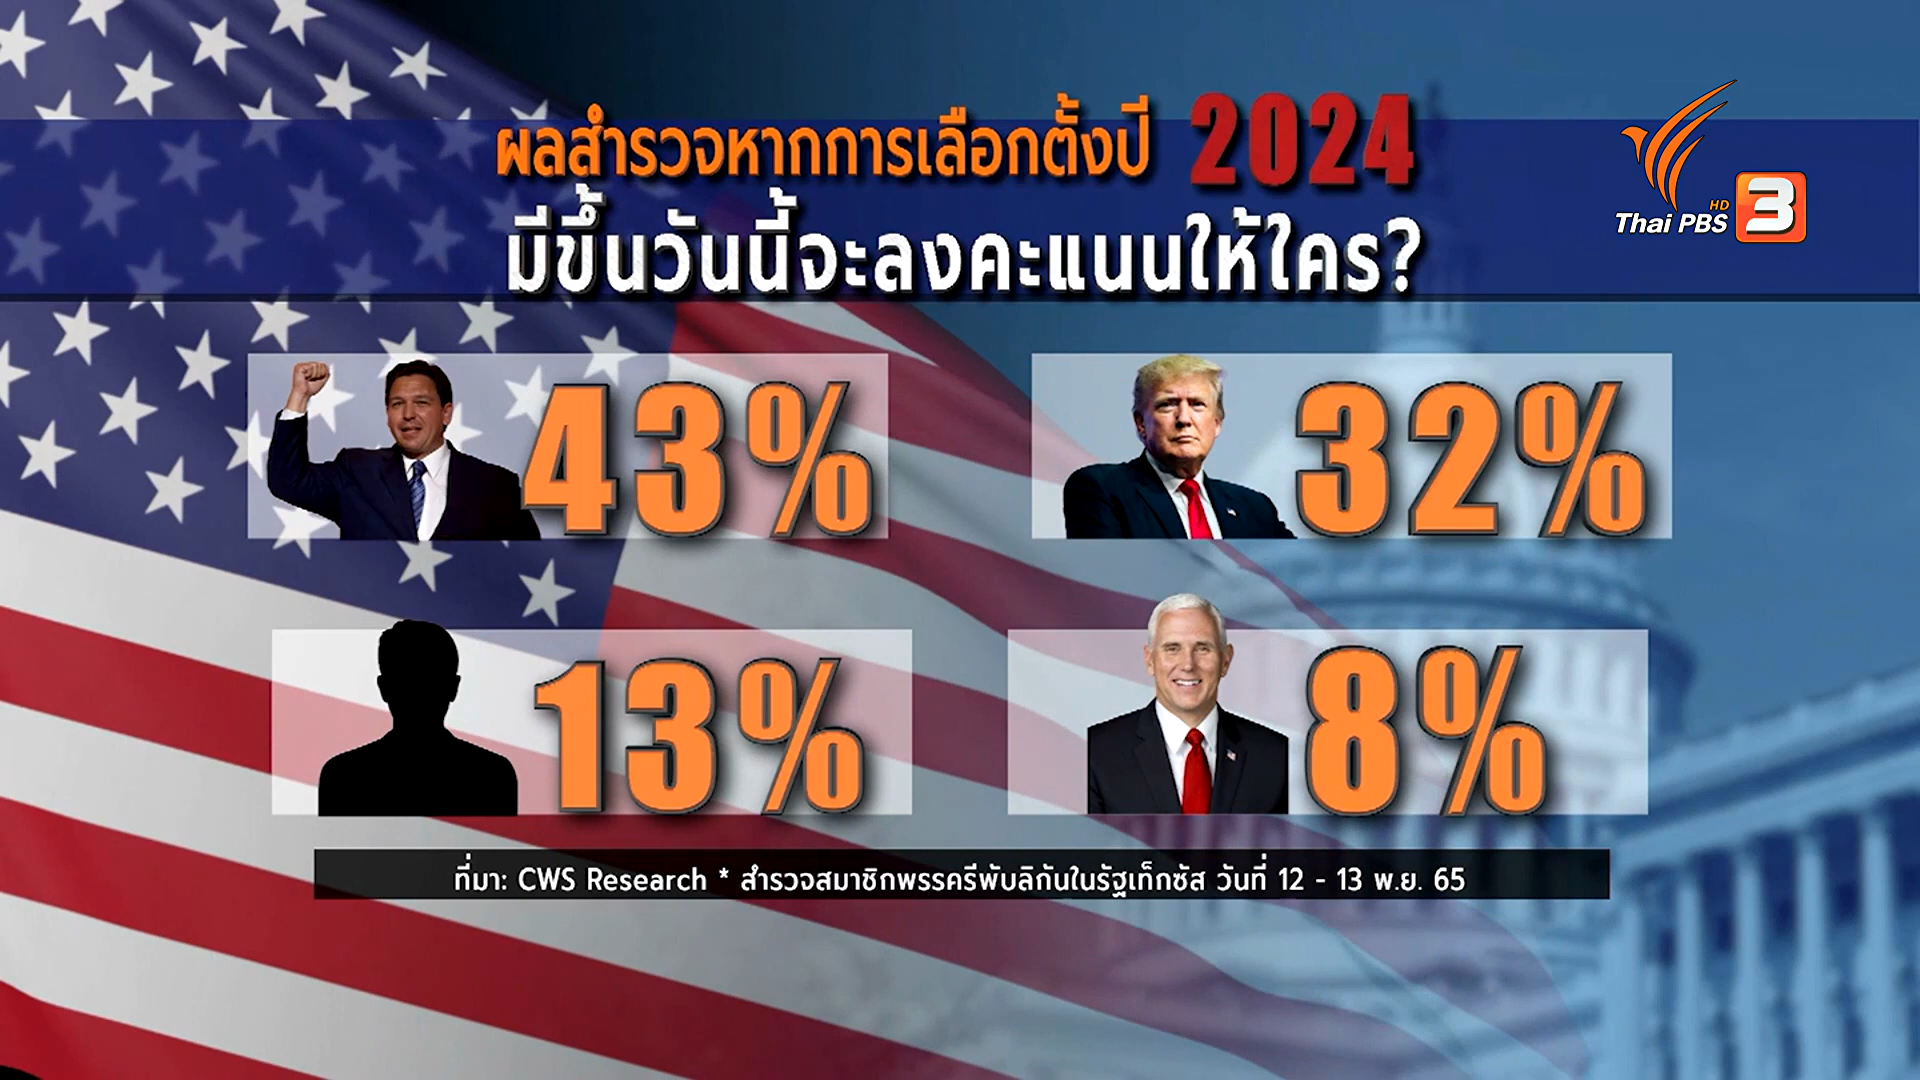 ผลสำรวจหากการเลือกตั้งปี 2024
มีขึ้นวันนี้จะลงคะแนนให้ใคร?
HD
Thai PBS 3
43%
32%
13%
8%
ที่มา: CWS Research * สำรวจสมาชิกพรรครีพับลิกันในรัฐเท็กซัส วันที่ 12 - 13 พ.ย. 65